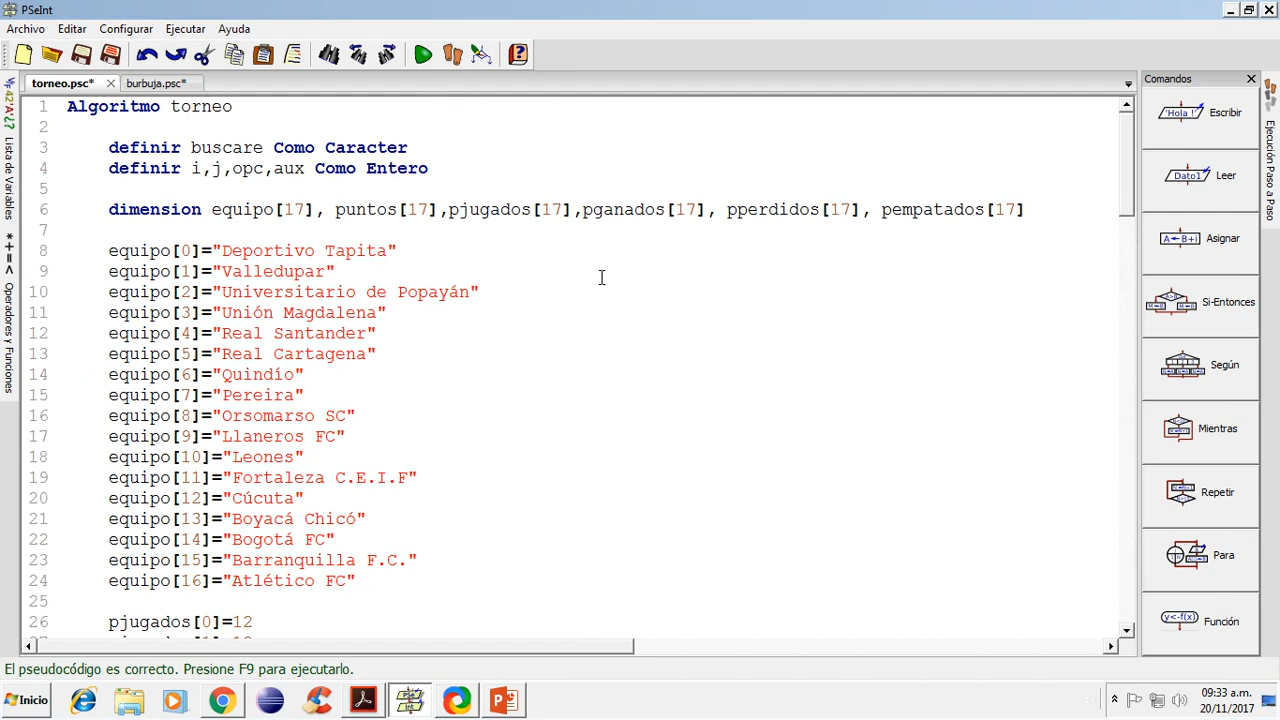 PSeInt
Archivo Editar Configurar Ejecutar Ayuda
torneo.psc* burbuja.psc*
Comandos
1 Algoritmo torneo
2
3 definir buscare Como Caracter
4 definir i,j,opc,aux Como Entero
5
6 dimension equipo[17], puntos[17],pjugados[17],pganados[17], pperdidos[17], pempatados[17]
7
8 equipo[0]="Deportivo Tapita"
9 equipo[1]="Valledupar"
10 equipo[2]="Universitario de Popayán"
11 equipo[3]="Unión Magdalena"
12 equipo[4]="Real Santander"
13 equipo[5]="Real Cartagena"
14 equipo[6]="Quindío"
15 equipo[7]="Pereira"
16 equipo[8]="Orsomarso SC"
17 equipo[9]="Llaneros FC"
18 equipo[10]="Leones"
19 equipo[11]="Fortaleza C.E.I.F"
20 equipo[12]="Cúcuta"
21 equipo[13]="Boyacá Chicó"
22 equipo[14]="Bogotá FC"
23 equipo[15]="Barranquilla F.C."
24 equipo[16]="Atlético FC"
25
26 pjugados[0]=12
Lista de Variables
Operadores y Funciones
'Hola !' Escribir
Dato1 Leer
A←B+i Asignar
Si-Entonces
Según
Mientras
Repetir
Para
y<-f(x) Función
Ejecución Paso a Paso
El pseudocódigo es correcto. Presione F9 para ejecutarlo.
Inicio
09:33 a.m.
20/11/2017